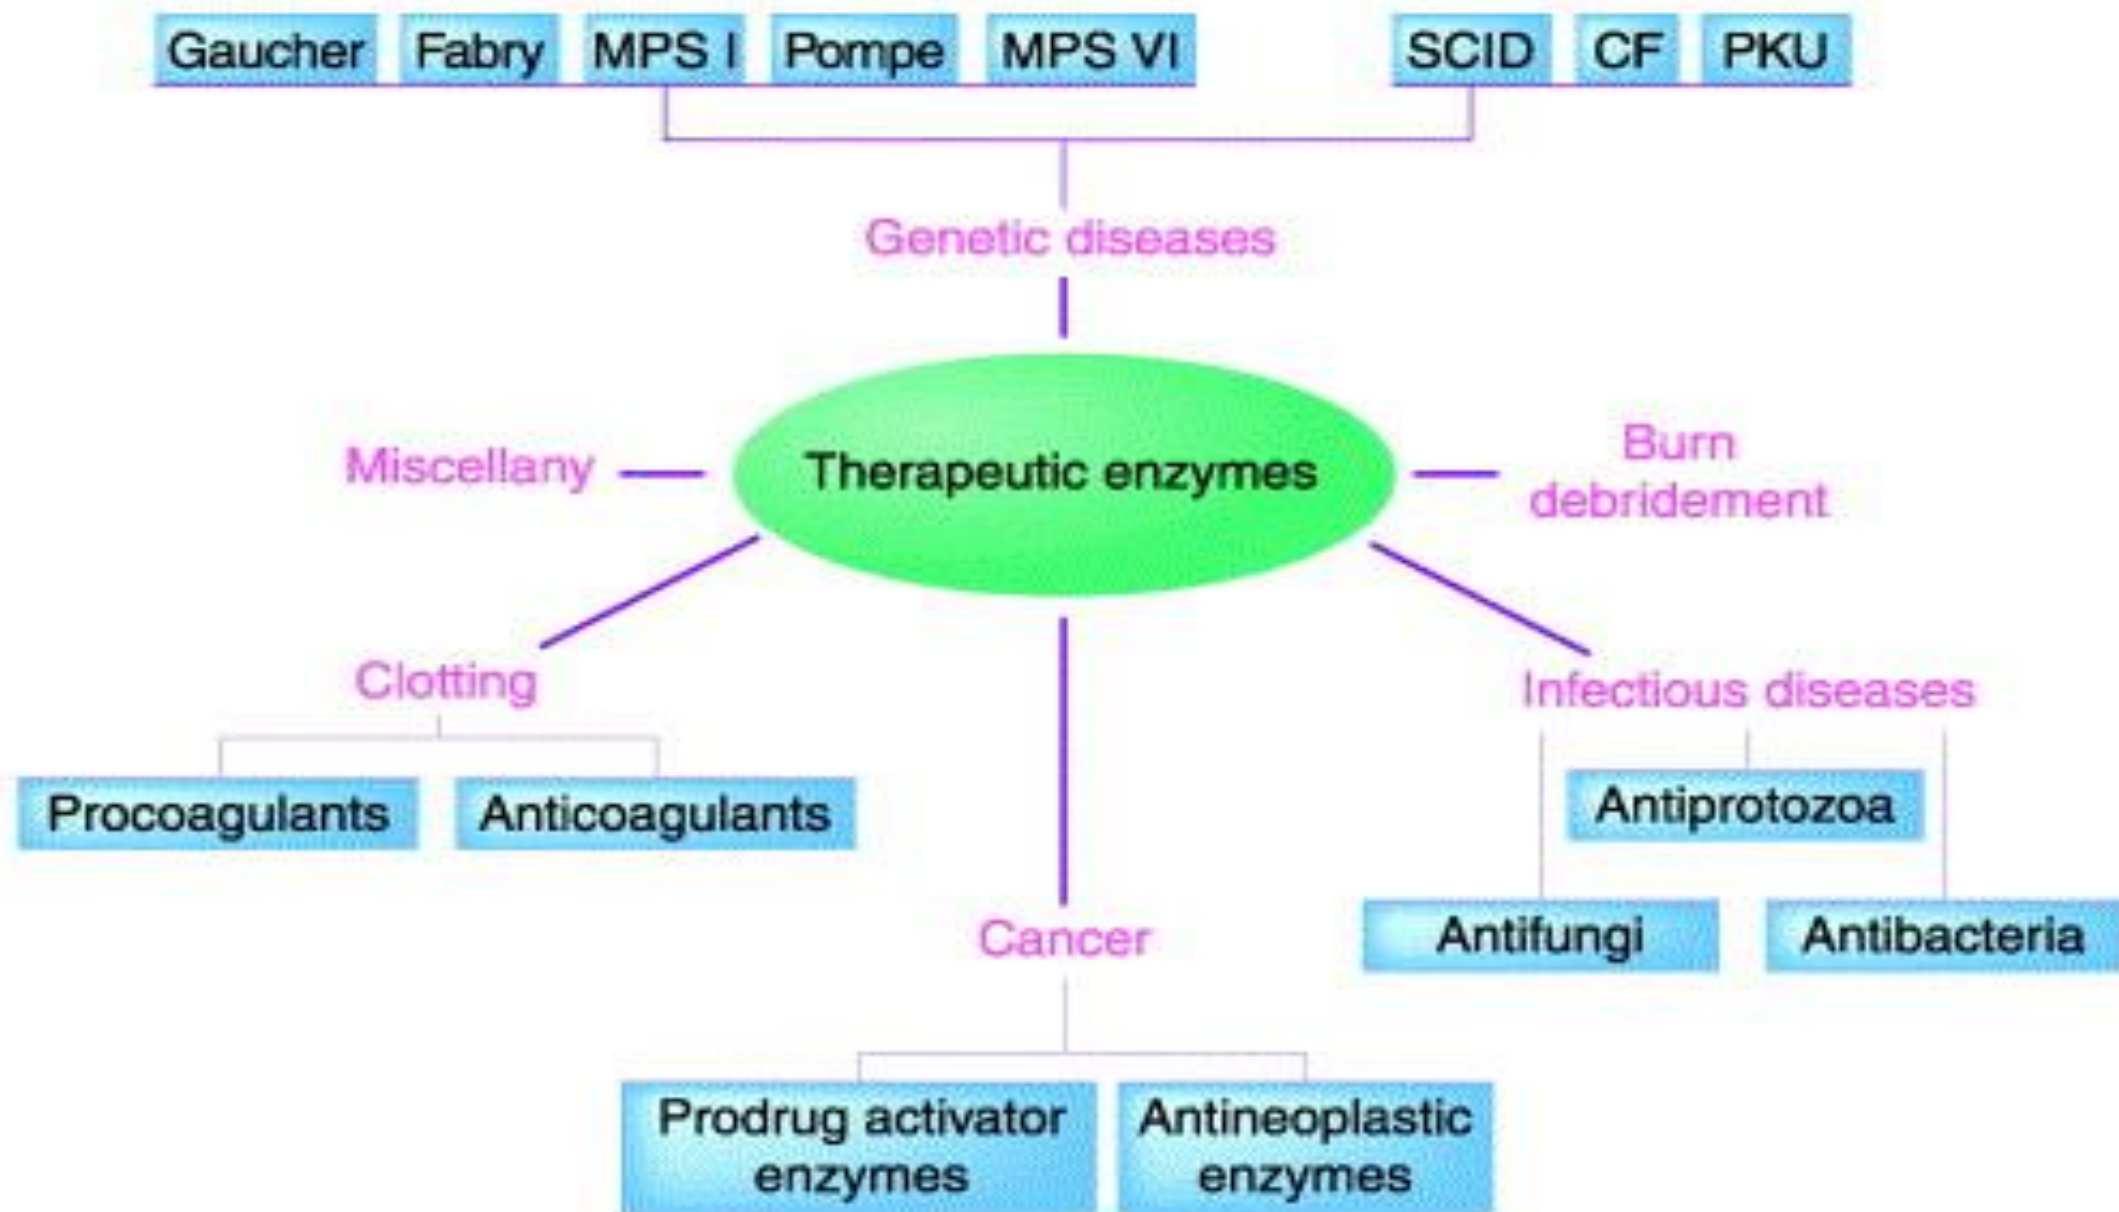 Gaucher Fabry MPS I Pompe MPS VI SCID CF PKU
Genetic diseases
Miscellany
Therapeutic enzymes
Burn
debridement
Clotting
Infectious diseases
Procoagulants Anticoagulants
Antiprotozoa
Antifungi Antibacteria
Cancer
Prodrug activator
enzymes
Antineoplastic
enzymes